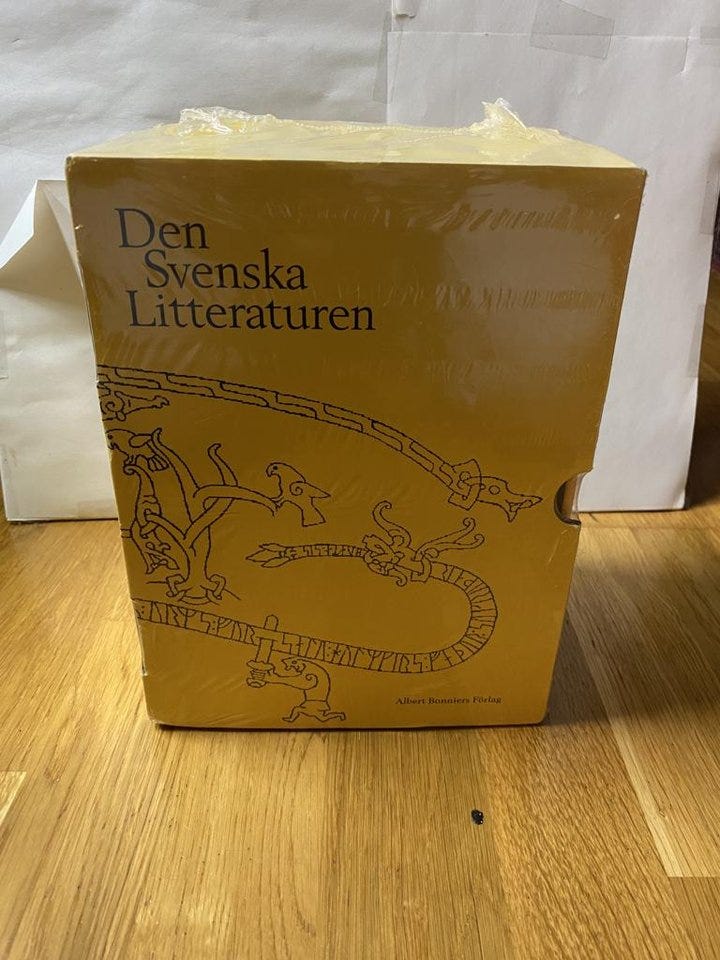 Den
Svenska
Litteraturen
Albert Bonniers Förlag